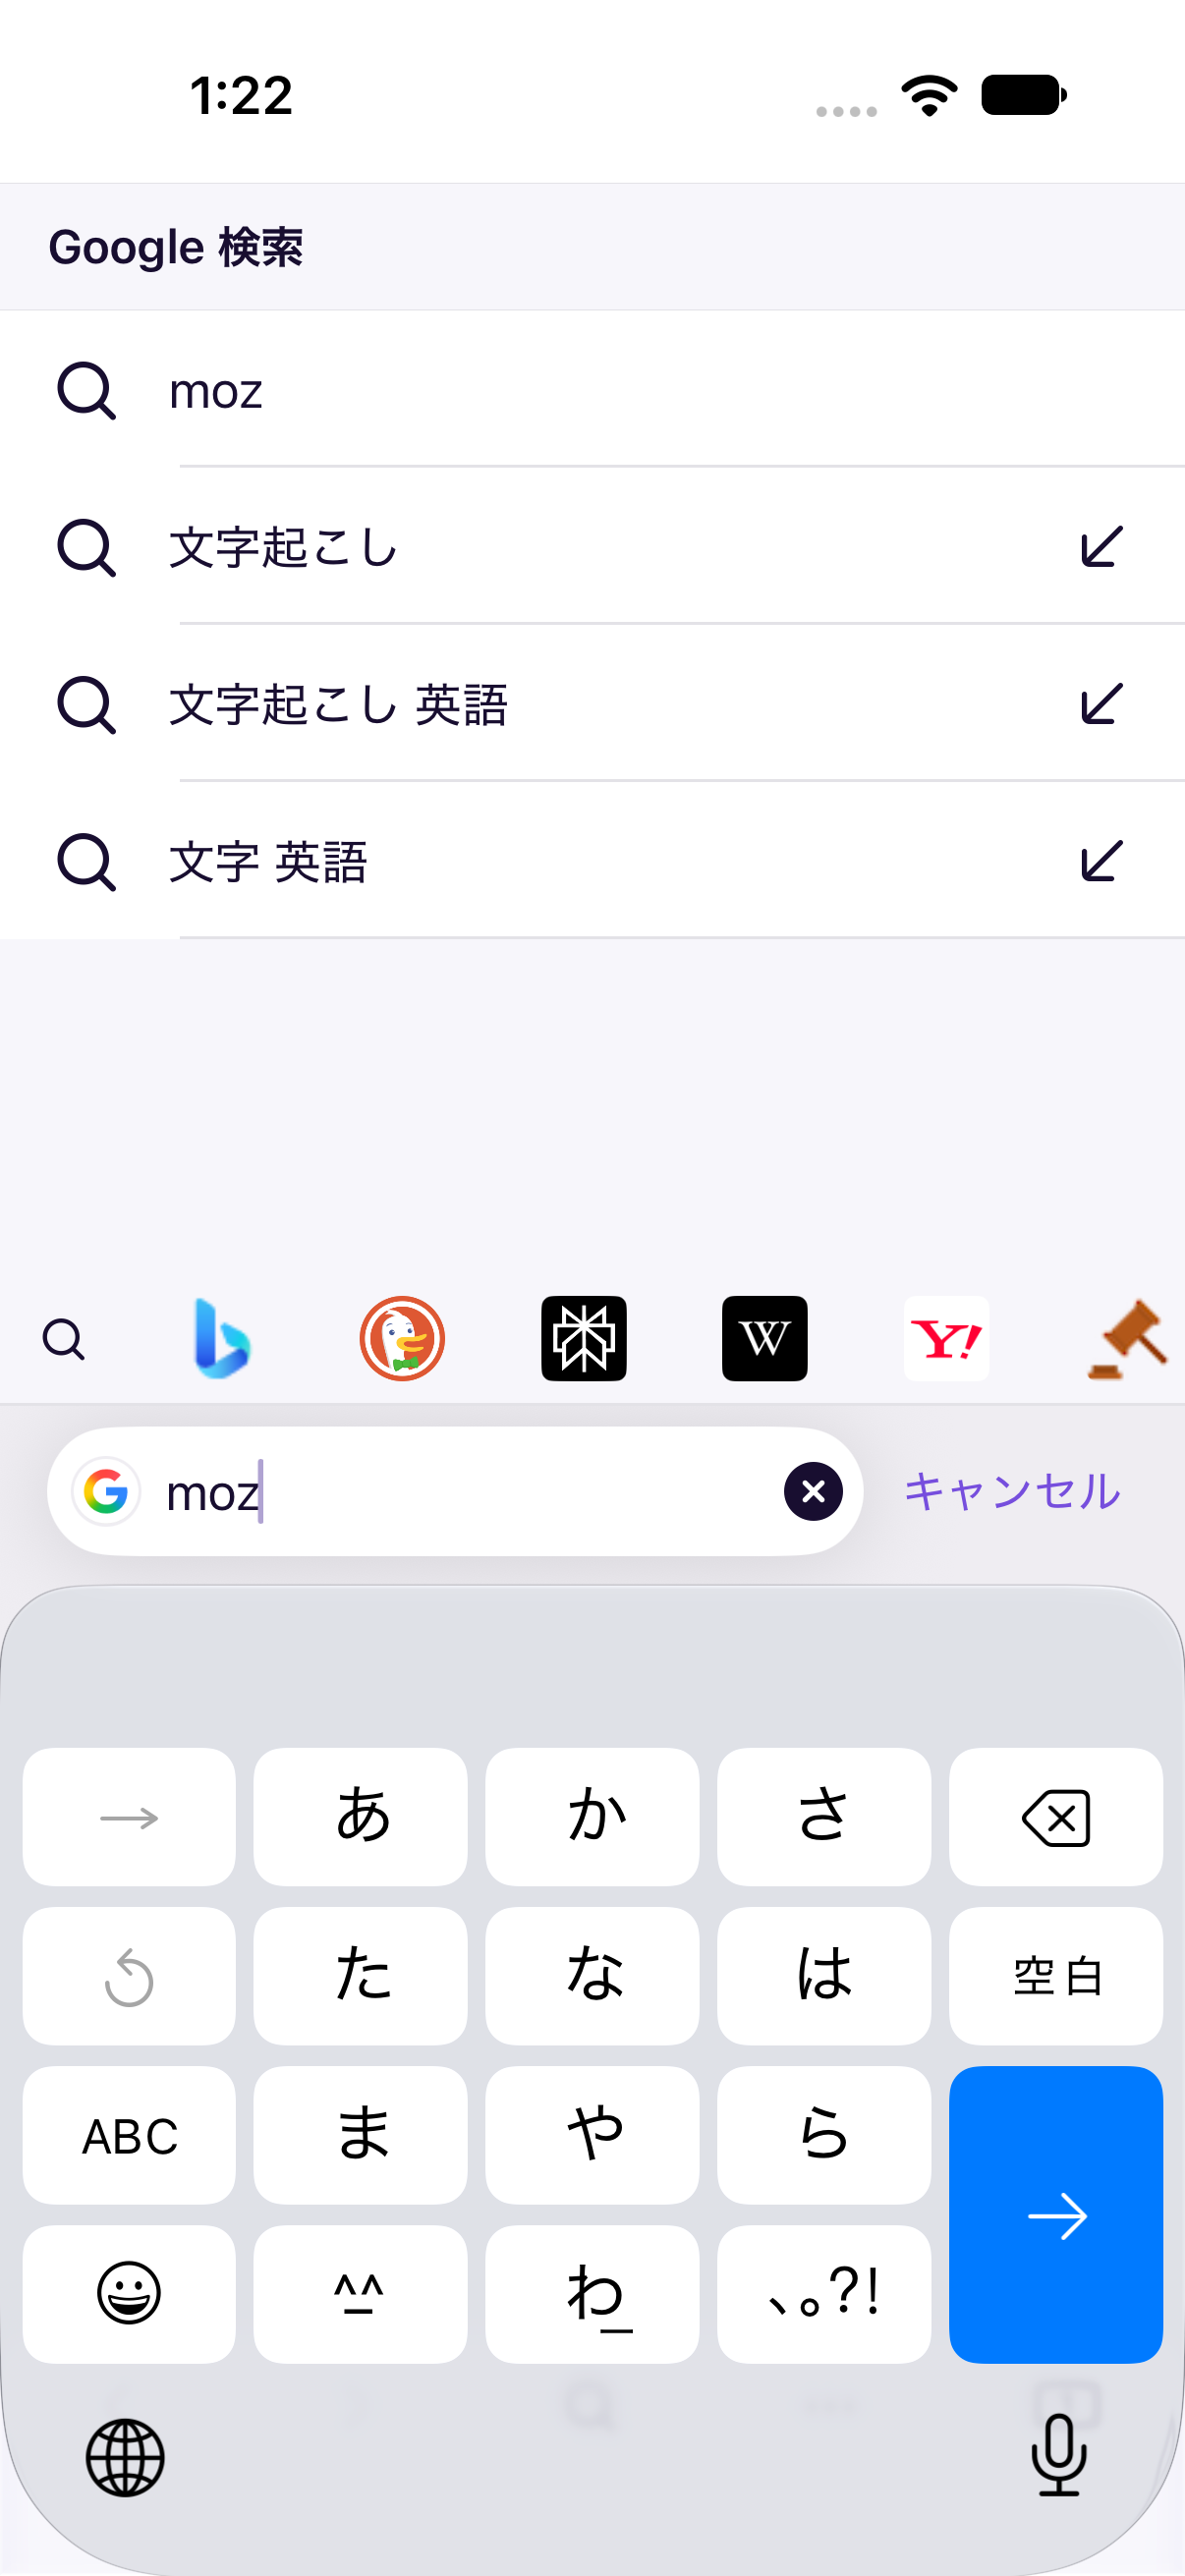 1:22
Google 検索
moz
文字起こし
文字起こし 英語
文字 英語
W
Y!
moz
キャンセル
→ あ か さ
た な は 空白
ABC ま や ら
^_^ わ_ 、。?!